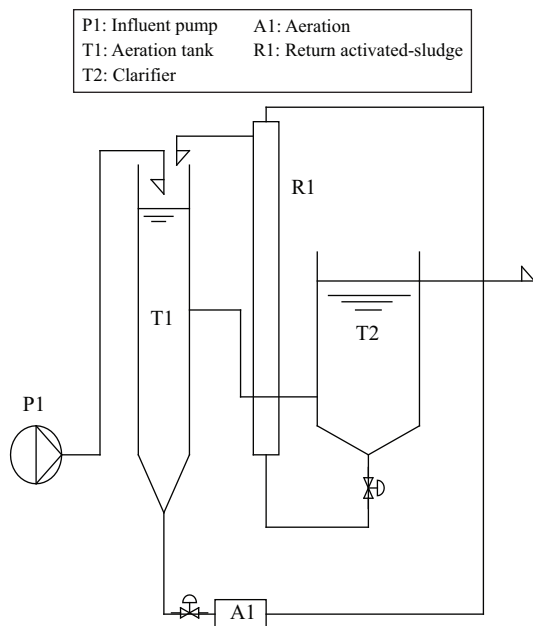 P1: Influent pump A1: Aeration
T1: Aeration tank R1: Return activated-sludge
T2: Clarifier
R1
T1
T2
P1
A1